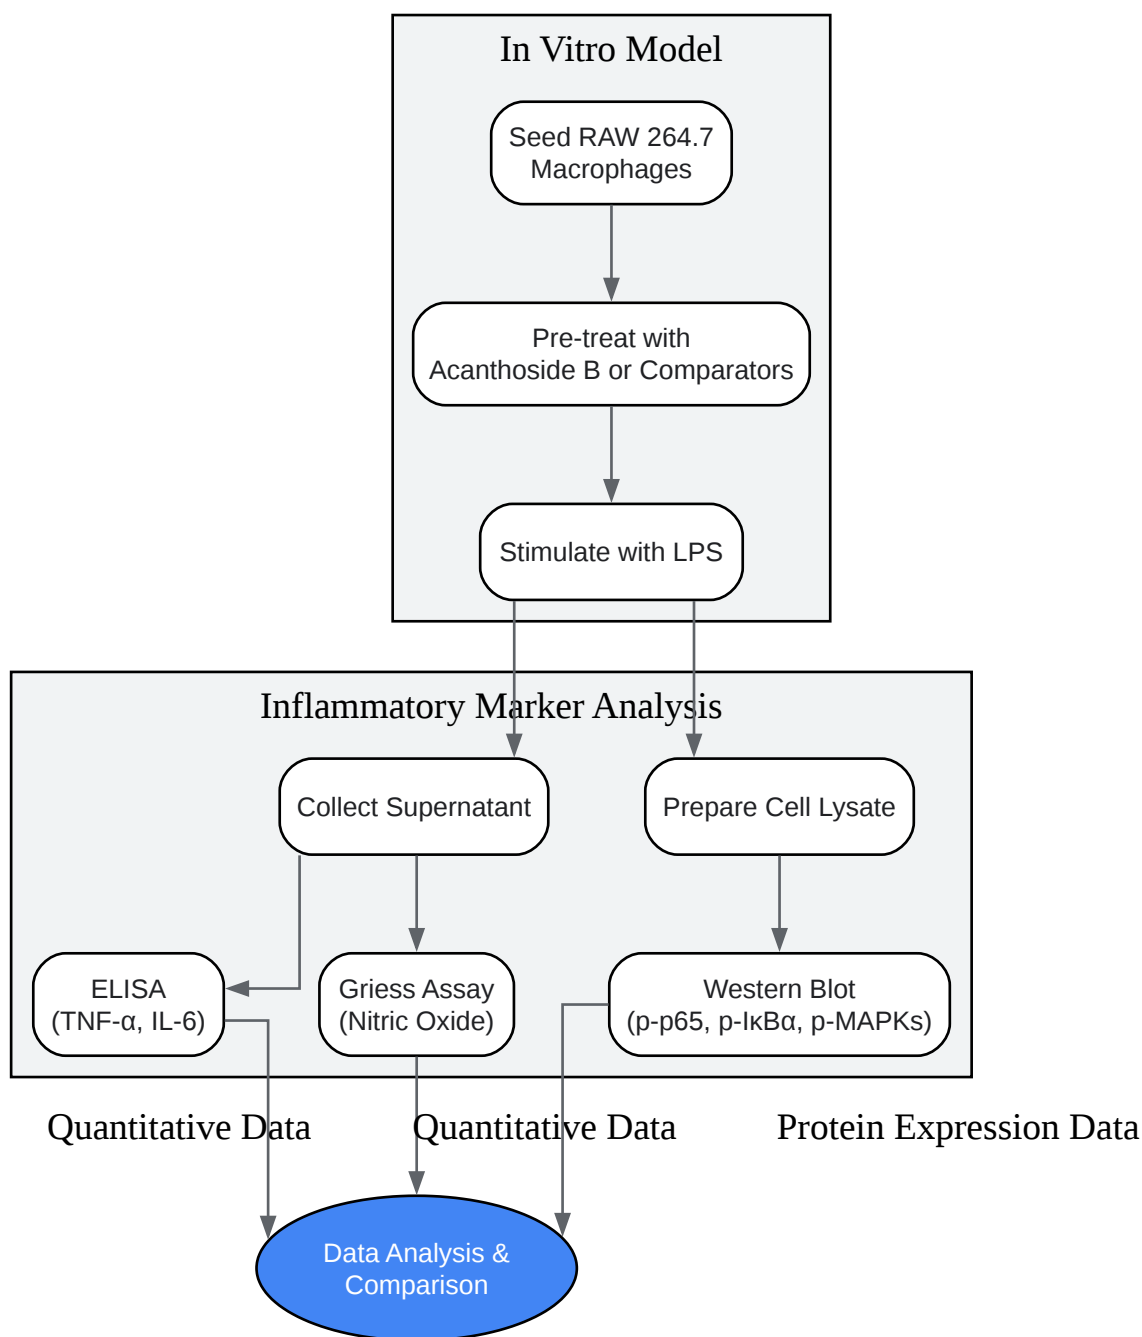 In Vitro Model
Seed RAW 264.7
Macrophages
Pre-treat with
Acanthoside B or Comparators
Stimulate with LPS
Inflammatory Marker Analysis
Collect Supernatant
Prepare Cell Lysate
ELISA
(TNF-α, IL-6)
Griess Assay
(Nitric Oxide)
Western Blot
(p-p65, p-IκBα, p-MAPKs)
Quantitative Data
Quantitative Data
Protein Expression Data
Data Analysis &
Comparison